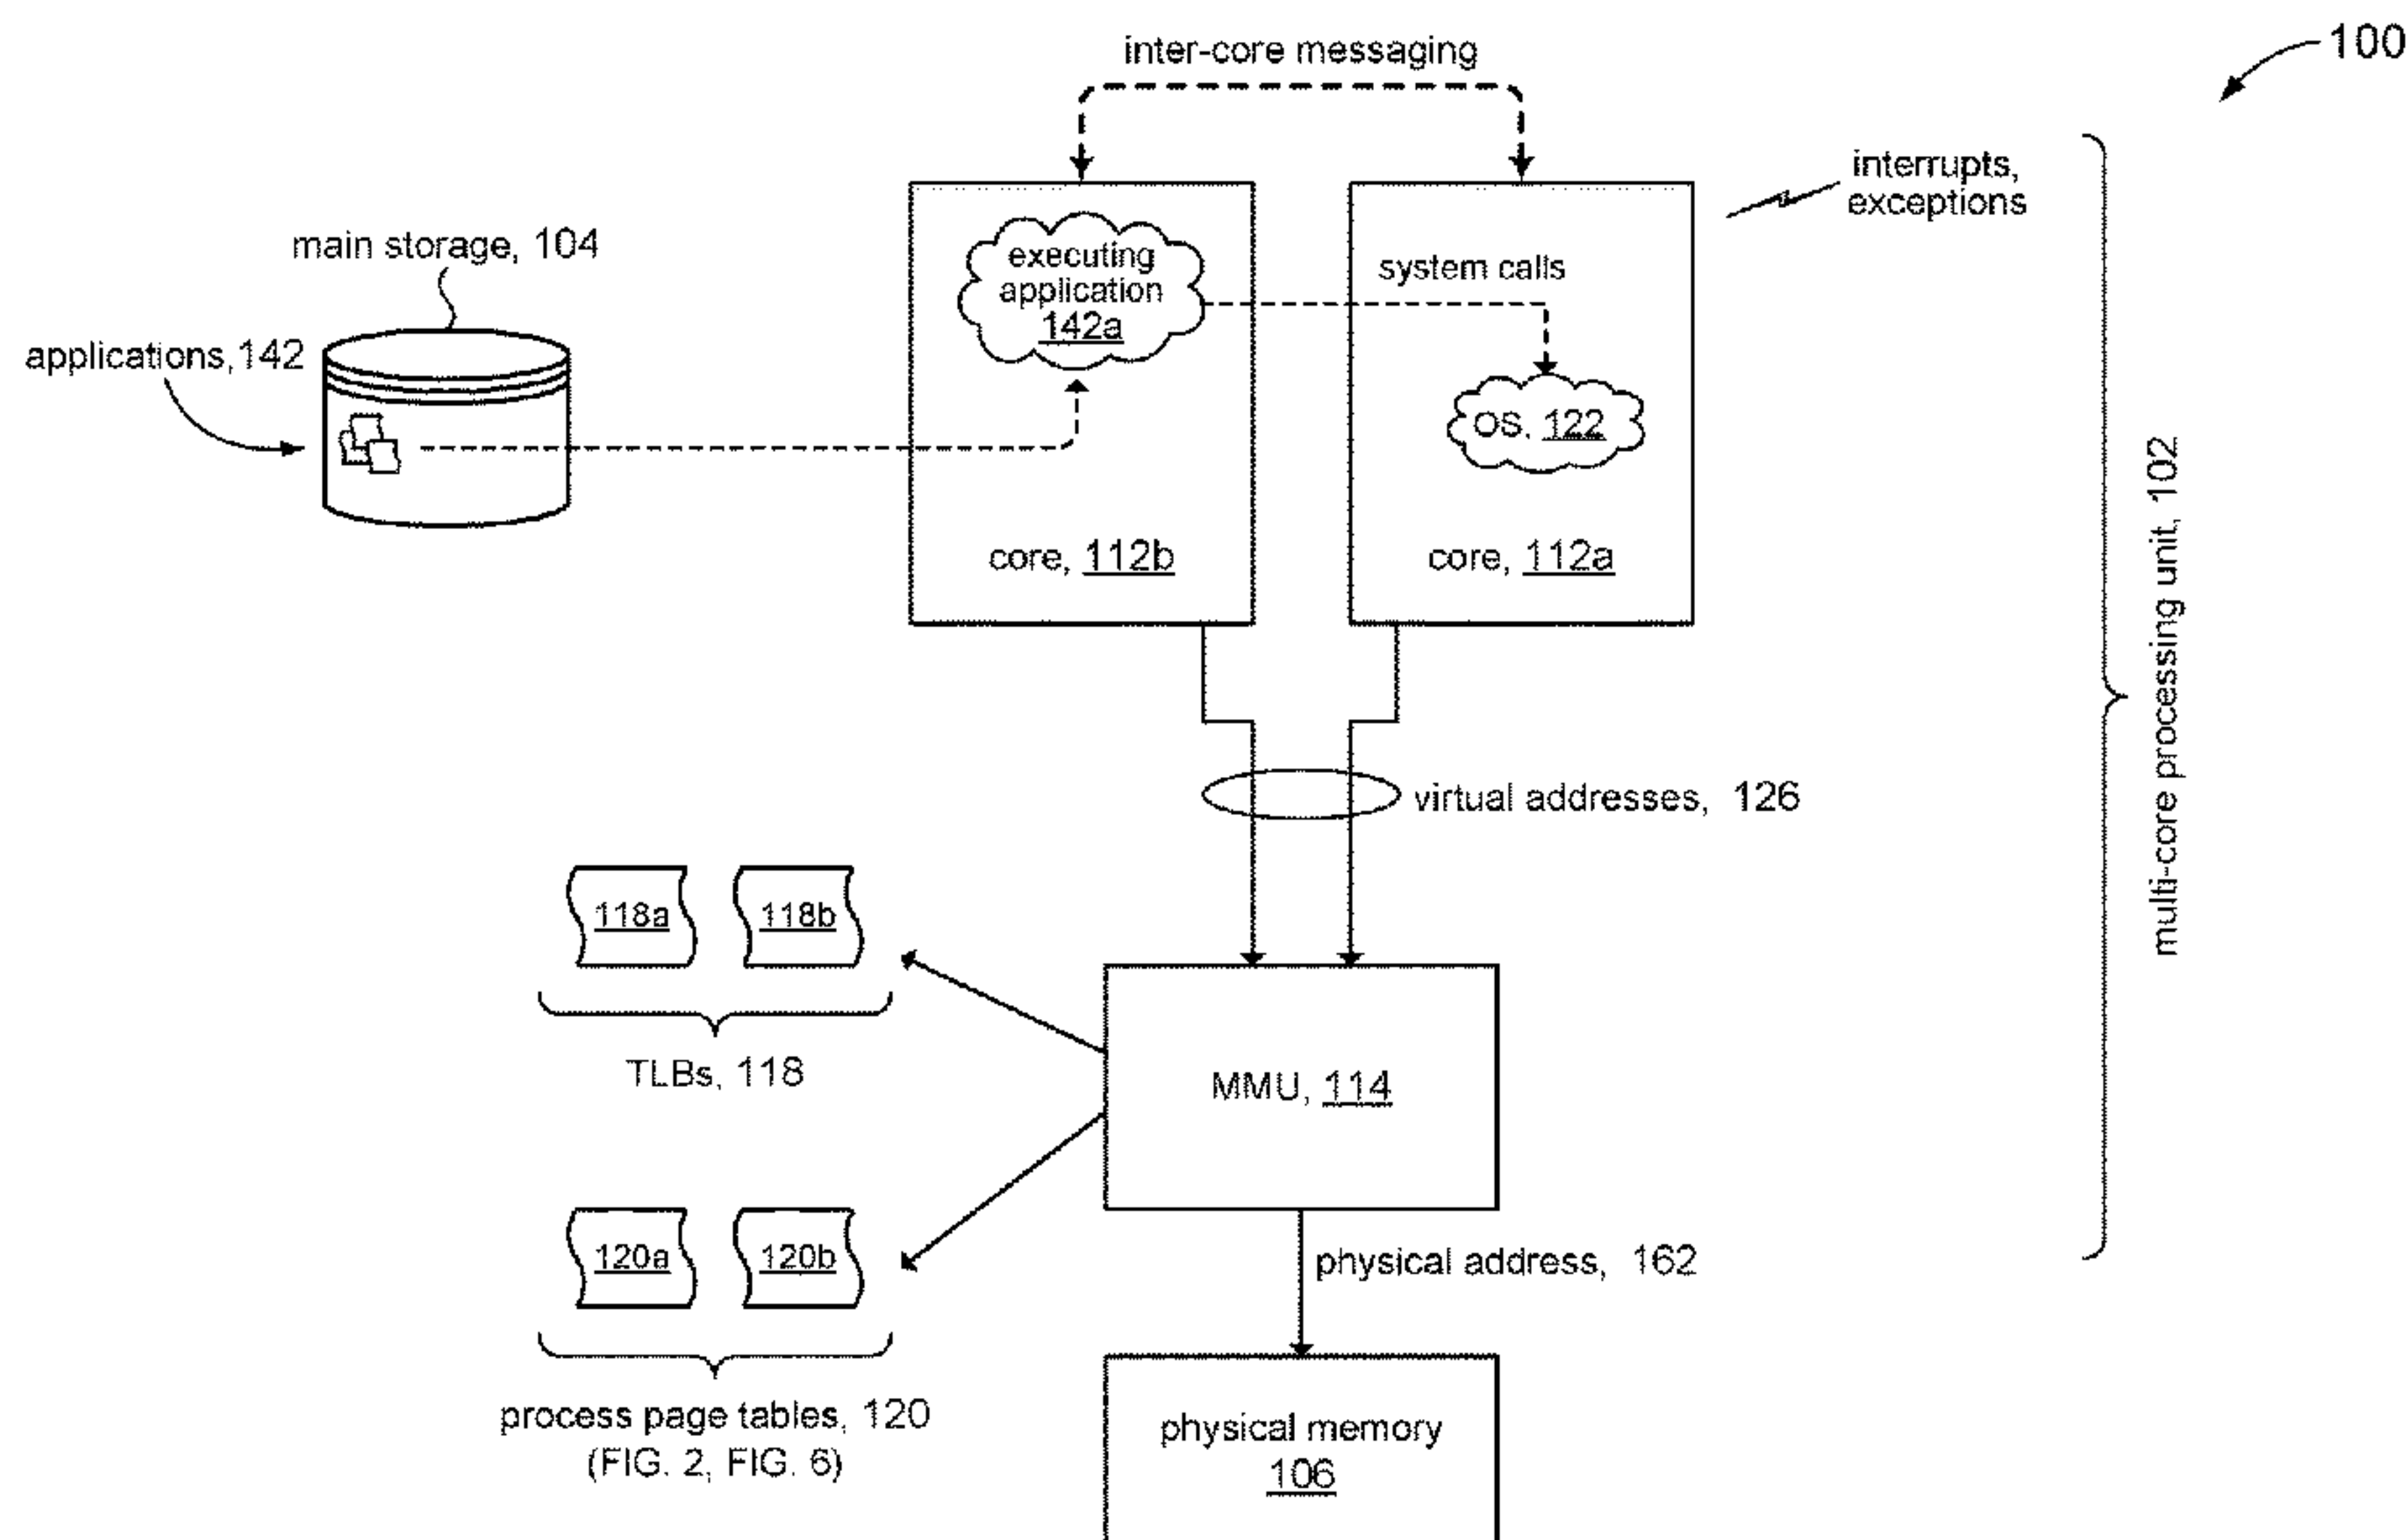 100
inter-core messaging
interrupts,
exceptions
main storage, 104
applications,142
executing
application
142a
system calls
OS, 122
core, 112b
core, 112a
multi-core processing unit, 102
virtual addresses, 126
118a
118b
TLBs, 118
MMU, 114
120a
120b
physical address, 162
process page tables, 120
(FIG. 2, FIG. 6)
physical memory
106